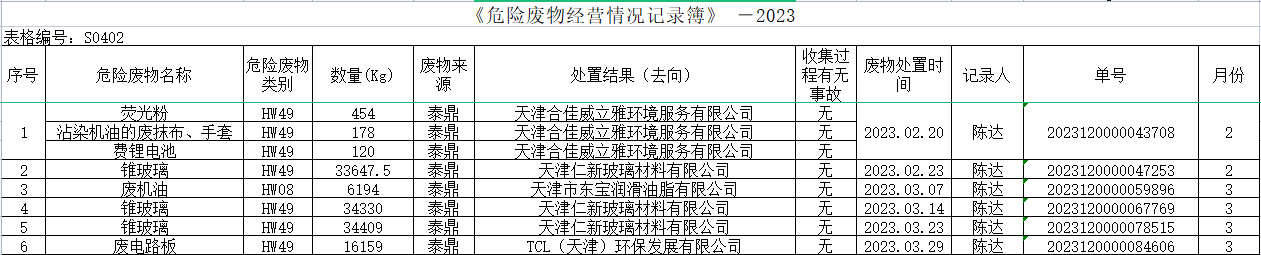 《危险废物经营情况记录簿》 －2023
表格编号：S0402
序号 危险废物名称 危险废物类别 数量(Kg) 废物来源 处置结果（去向） 收集过程有无事故 废物处置时间 记录人 单号 月份
1 荧光粉 HW49 454 泰鼎 天津合佳威立雅环境服务有限公司 无 2023.02.20 陈达 2023120000043708 2
沾染机油的废抹布、手套 HW49 178 泰鼎 天津合佳威立雅环境服务有限公司 无
费锂电池 HW49 120 泰鼎 天津合佳威立雅环境服务有限公司 无
2 锥玻璃 HW49 33647.5 泰鼎 天津仁新玻璃材料有限公司 无 2023.02.23 陈达 2023120000047253 2
3 废机油 HW08 6194 泰鼎 天津市东宝润滑油脂有限公司 无 2023.03.07 陈达 2023120000059896 3
4 锥玻璃 HW49 34330 泰鼎 天津仁新玻璃材料有限公司 无 2023.03.14 陈达 2023120000067769 3
5 锥玻璃 HW49 34409 泰鼎 天津仁新玻璃材料有限公司 无 2023.03.23 陈达 2023120000078515 3
6 废电路板 HW49 16159 泰鼎 TCL（天津）环保发展有限公司 无 2023.03.29 陈达 2023120000084606 3